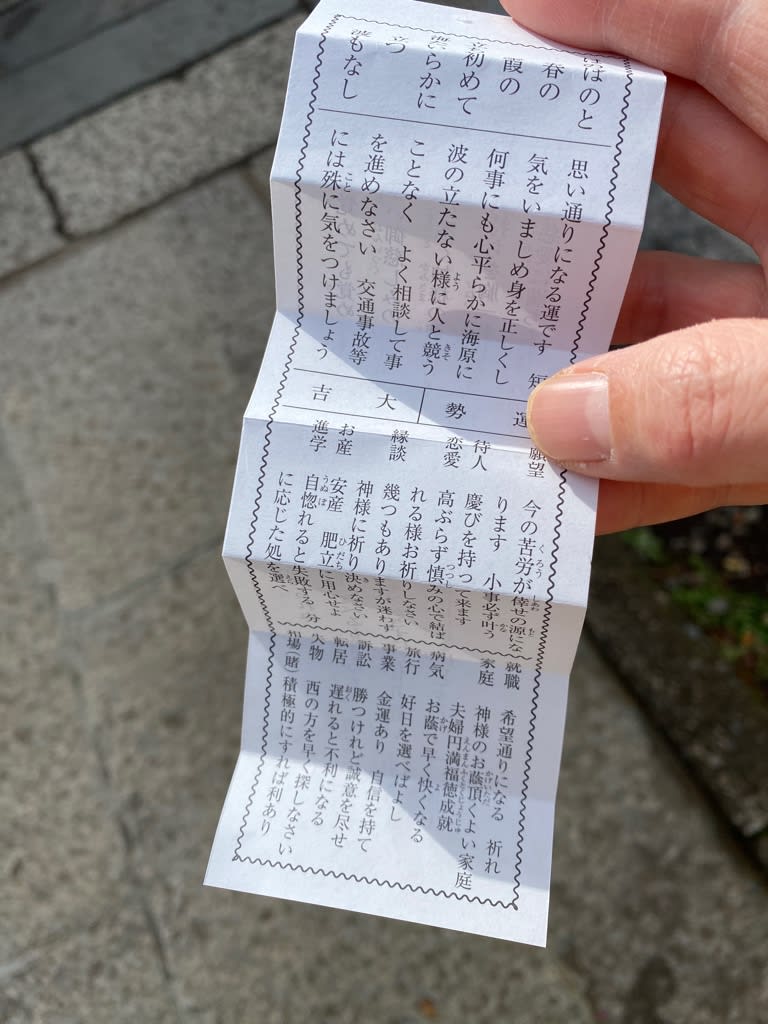 のはのと
春の
霞の
初めて
らかに
立つ
波もなし
思い通りになる運です 短
気をいましめ身を正しくし
何事にも心平らかに海原に
波の立たない様に人と競う
ことなく よく相談して事
を進めなさい 交通事故等
には殊に気をつけましょう
運
勢
大
吉
願望 今の苦労が倖せの源にな
ります 小事必ず叶う
待人 慶びを持って来ます
恋愛 高ぶらず慎みの心で結ば
れる様お祈りしなさい
縁談 幾つもありますが迷わず
神様に祈り決めなさい
お産 安産 肥立に用心せよ
進学 自惚れると失敗する 分
に応じた処を選べ
就職 希望通りになる 祈れ
家庭 神様のお蔭頂くよい家庭
夫婦円満福徳成就
病気 お蔭で早く快くなる
旅行 好日を選べばよし
事業 金運あり 自信を持て
訴訟 勝つけれど誠意を尽せ
転居 遅れると不利になる
失物 西の方を早く探しなさい
相場(賭) 積極的にすれば利あり